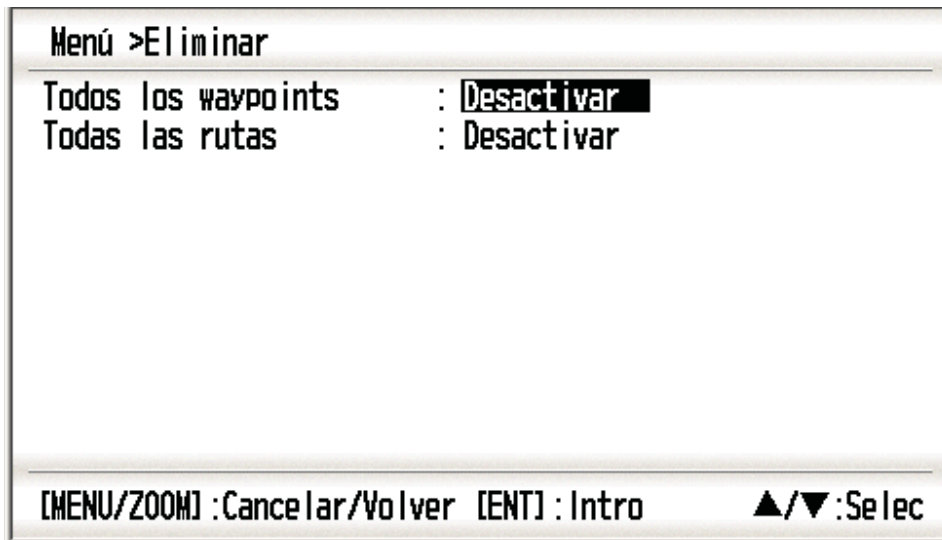 Menú >Eliminar
Todos los waypoints : Desactivar
Todas las rutas : Desactivar
[MENU/ZOOM] :Cancelar/Volver [ENT] :Intro ▲/▼:Selec